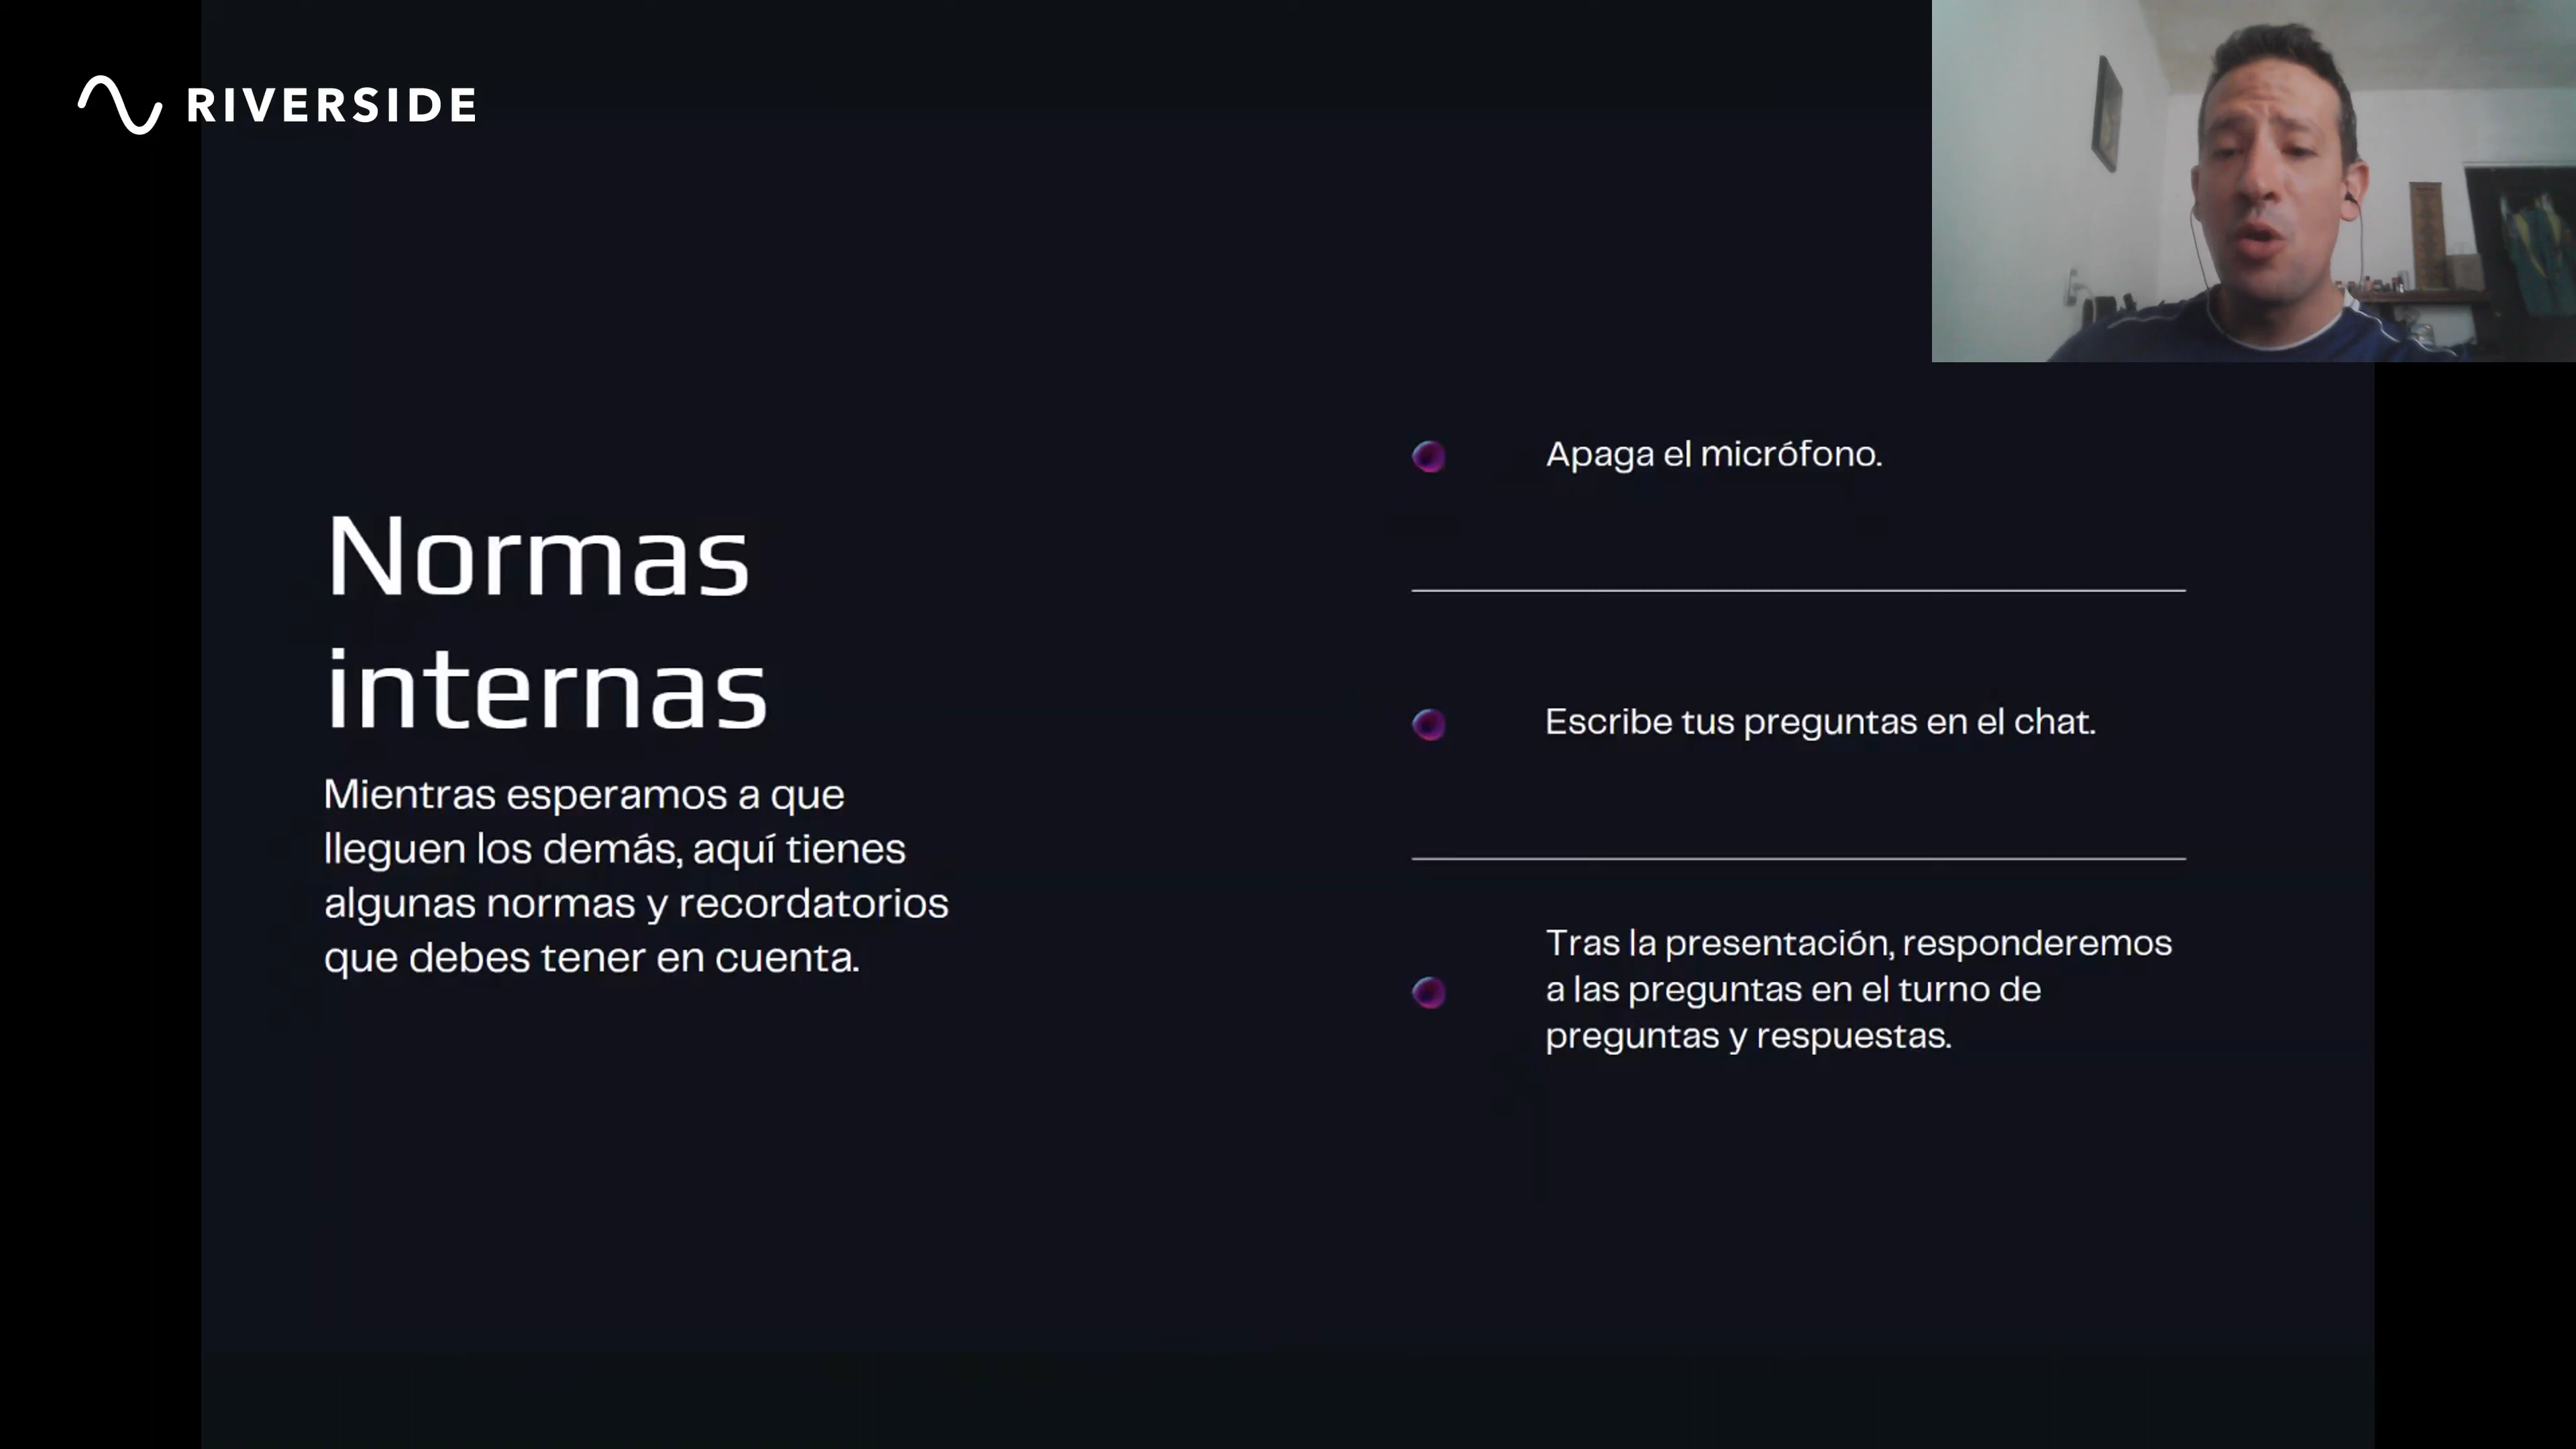 RIVERSIDE
Normas
internas
Mientras esperamos a que
lleguen los demás, aquí tienes
algunas normas y recordatorios
que debes tener en cuenta.
Apaga el micrófono.
Escribe tus preguntas en el chat.
Tras la presentación, responderemos
a las preguntas en el turno de
preguntas y respuestas.